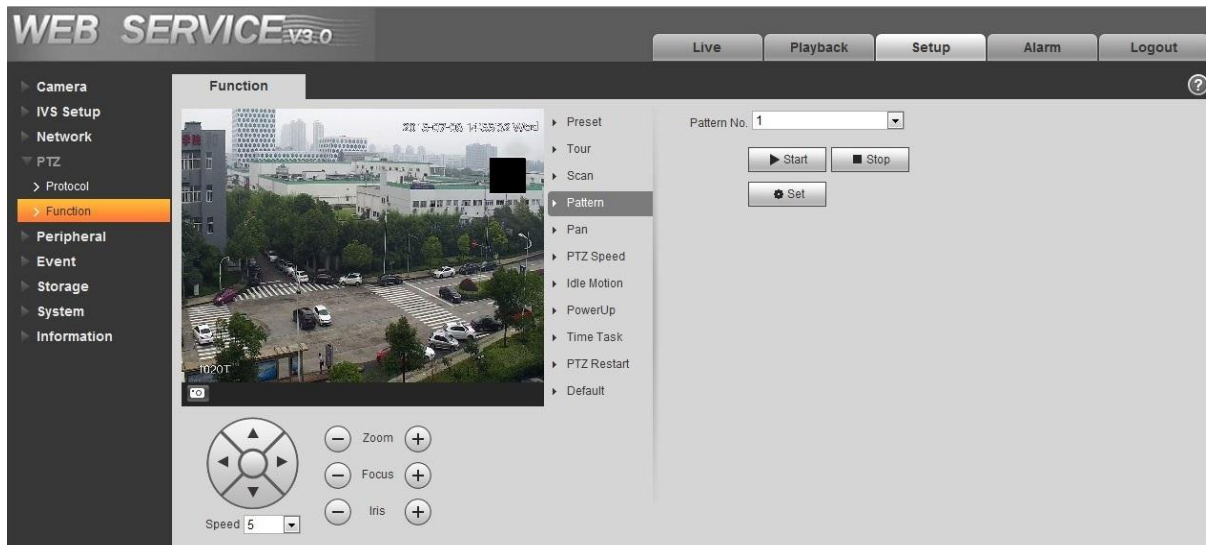 WEB SERVICE V3.0
Live
Playback
Setup
Alarm
Logout
Camera
IVS Setup
Network
PTZ
Protocol
Function
Peripheral
Event
Storage
System
Information
Function
?
Wed
1020T
Preset
Tour
Scan
Pattern
Pan
PTZ Speed
Idle Motion
PowerUp
Time Task
PTZ Restart
Default
Pattern No. 1
Start
Stop
Set
Zoom
Focus
Iris
Speed 5